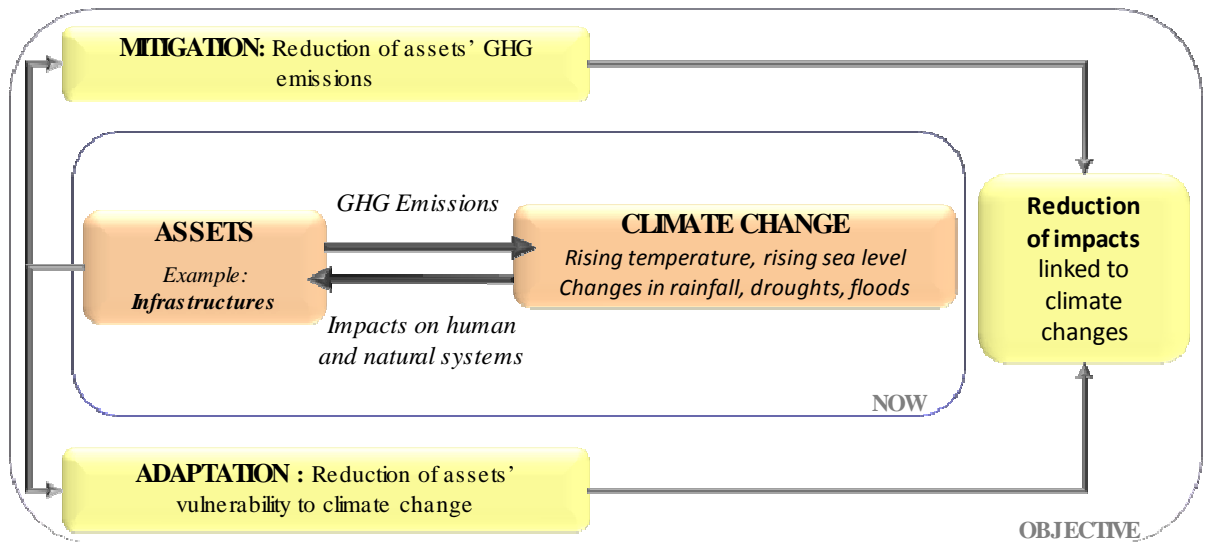 MITIGATION: Reduction of assets' GHG
emissions
GHG Emissions
ASSETS
Example:
Infrastructures
CLIMATE CHANGE
Rising temperature, rising sea level
Changes in rainfall, droughts, floods
Impacts on human
and natural systems
NOW
Reduction
of impacts
linked to
climate
changes
ADAPTATION : Reduction of assets'
vulnerability to climate change
OBJECTIVE